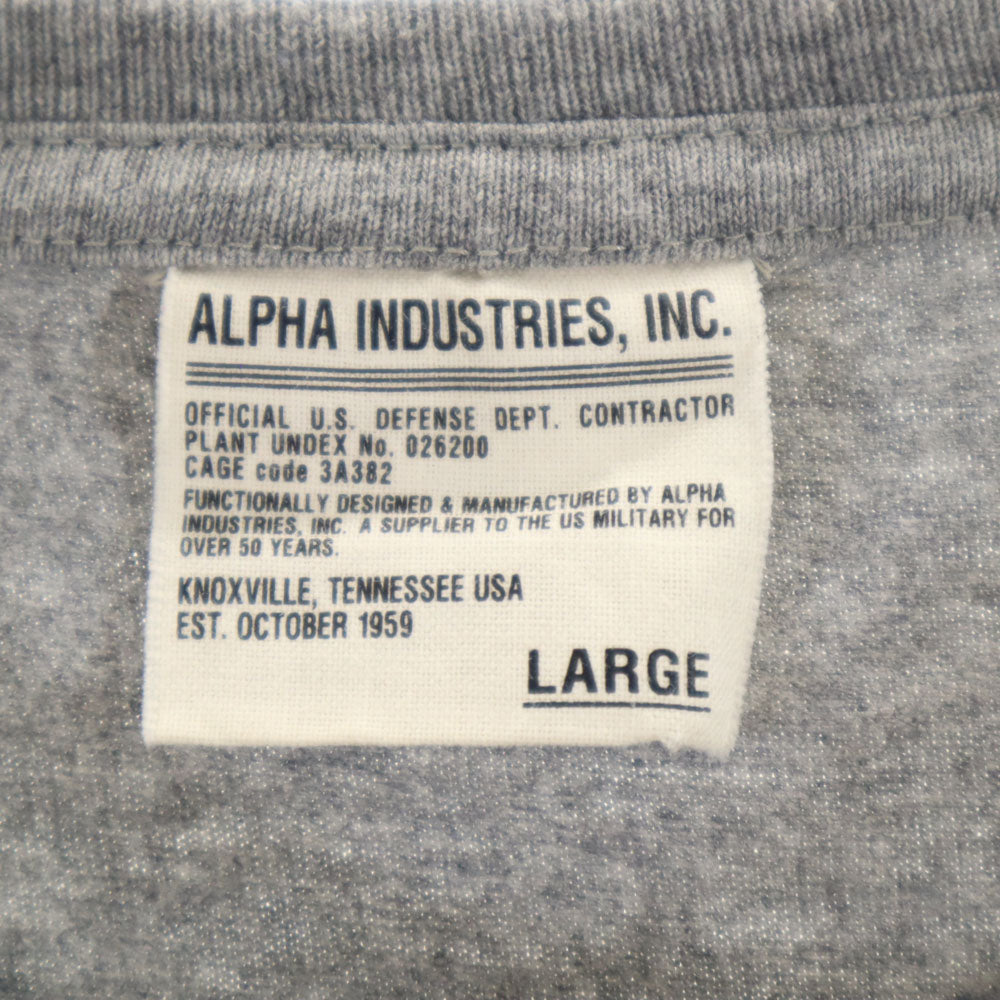 ALPHA INDUSTRIES, INC.
OFFICIAL U.S. DEFENSE DEPT. CONTRACTOR
PLANT UNDEX No. 026200
CAGE code 3A382
FUNCTIONALLY DESIGNED & MANUFACTURED BY ALPHA
INDUSTRIES, INC. A SUPPLIER TO THE US MILITARY FOR
OVER 50 YEARS.
KNOXVILLE, TENNESSEE USA
EST. OCTOBER 1959
LARGE